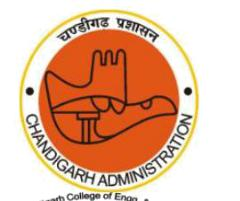 चण्डीगढ प्रशासन
CHANDIGARH ADMINISTRATION
College of Engg.